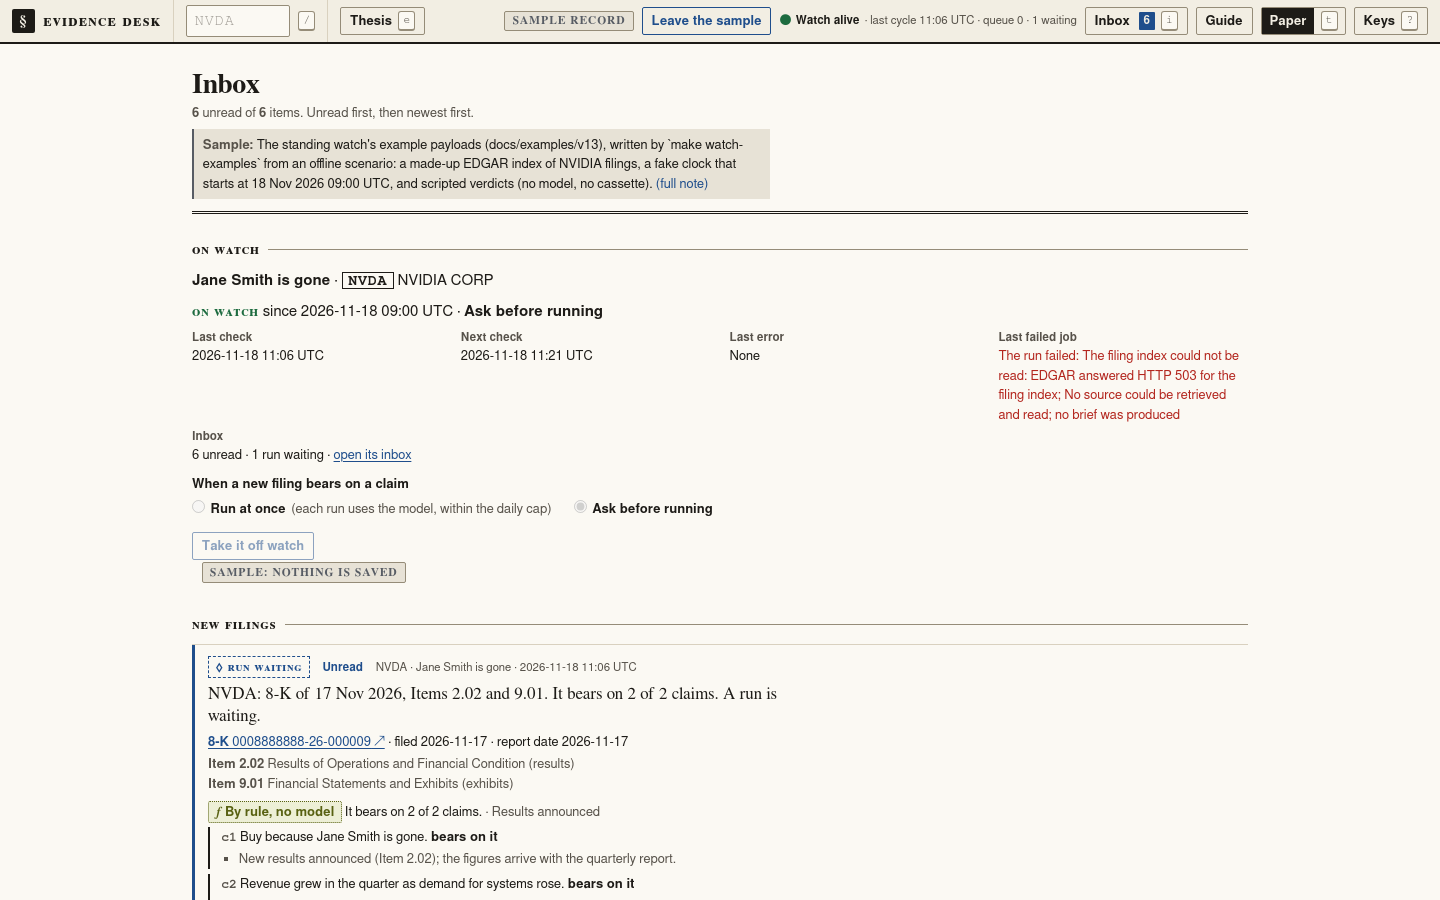 § EVIDENCE DESK NVDA / Thesis e SAMPLE RECORD Leave the sample Watch alive · last cycle 11:06 UTC · queue 0 · 1 waiting Inbox 6 i Guide Paper t Keys ?
Inbox
6 unread of 6 items. Unread first, then newest first.
Sample: The standing watch's example payloads (docs/examples/v13), written by `make watch-
examples` from an offline scenario: a made-up EDGAR index of NVIDIA filings, a fake clock that
starts at 18 Nov 2026 09:00 UTC, and scripted verdicts (no model, no cassette). (full note)
ON WATCH
Jane Smith is gone · NVDA NVIDIA CORP
ON WATCH since 2026-11-18 09:00 UTC · Ask before running
Last check Next check Last error Last failed job
2026-11-18 11:06 UTC 2026-11-18 11:21 UTC None The run failed: The filing index could not be
read: EDGAR answered HTTP 503 for the
filing index; No source could be retrieved
and read; no brief was produced
Inbox
6 unread · 1 run waiting · open its inbox
When a new filing bears on a claim
Run at once (each run uses the model, within the daily cap) Ask before running
Take it off watch
SAMPLE: NOTHING IS SAVED
NEW FILINGS
◊ RUN WAITING Unread NVDA · Jane Smith is gone · 2026-11-18 11:06 UTC
NVDA: 8-K of 17 Nov 2026, Items 2.02 and 9.01. It bears on 2 of 2 claims. A run is
waiting.
8-K 0008888888-26-000009 ↗ · filed 2026-11-17 · report date 2026-11-17
Item 2.02 Results of Operations and Financial Condition (results)
Item 9.01 Financial Statements and Exhibits (exhibits)
ƒ By rule, no model It bears on 2 of 2 claims. · Results announced
c1 Buy because Jane Smith is gone. bears on it
▪ New results announced (Item 2.02); the figures arrive with the quarterly report.
c2 Revenue grew in the quarter as demand for systems rose. bears on it